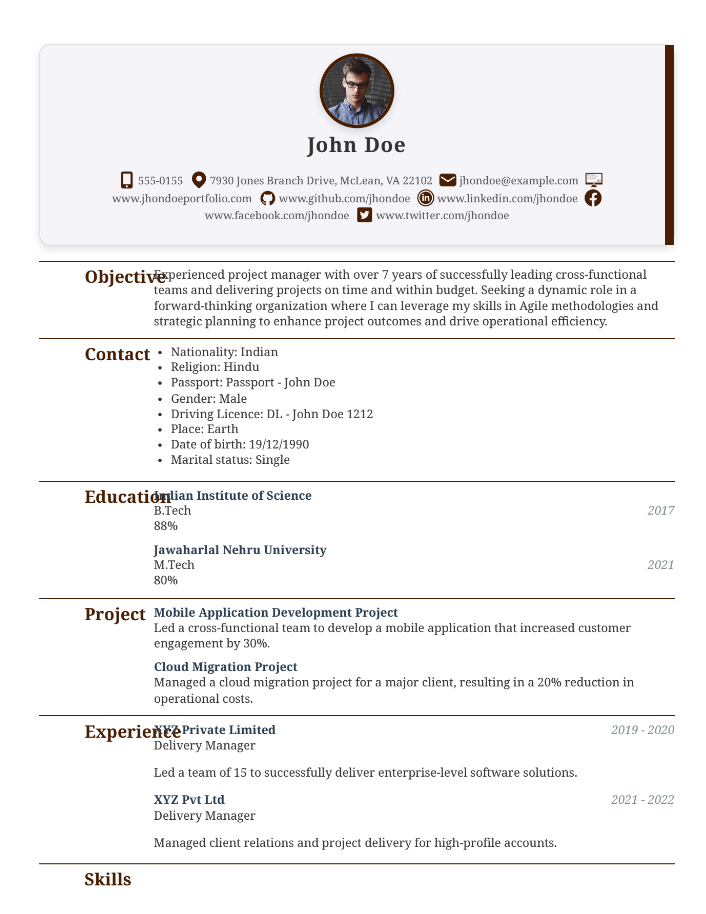 John Doe
555-0155 7930 Jones Branch Drive, McLean, VA 22102 jhondoe@example.com
www.jhondoeportfolio.com www.github.com/jhondoe www.linkedin.com/jhondoe
www.facebook.com/jhondoe www.twitter.com/jhondoe
Objective
Experienced project manager with over 7 years of successfully leading cross-functional
teams and delivering projects on time and within budget. Seeking a dynamic role in a
forward-thinking organization where I can leverage my skills in Agile methodologies and
strategic planning to enhance project outcomes and drive operational efficiency.
Contact
• Nationality: Indian
• Religion: Hindu
• Passport: Passport - John Doe
• Gender: Male
• Driving Licence: DL - John Doe 1212
• Place: Earth
• Date of birth: 19/12/1990
• Marital status: Single
Education
Indian Institute of Science
B.Tech 2017
88%
Jawaharlal Nehru University
M.Tech 2021
80%
Project
Mobile Application Development Project
Led a cross-functional team to develop a mobile application that increased customer
engagement by 30%.
Cloud Migration Project
Managed a cloud migration project for a major client, resulting in a 20% reduction in
operational costs.
Experience
XYZ Private Limited 2019 - 2020
Delivery Manager
Led a team of 15 to successfully deliver enterprise-level software solutions.
XYZ Pvt Ltd 2021 - 2022
Delivery Manager
Managed client relations and project delivery for high-profile accounts.
Skills